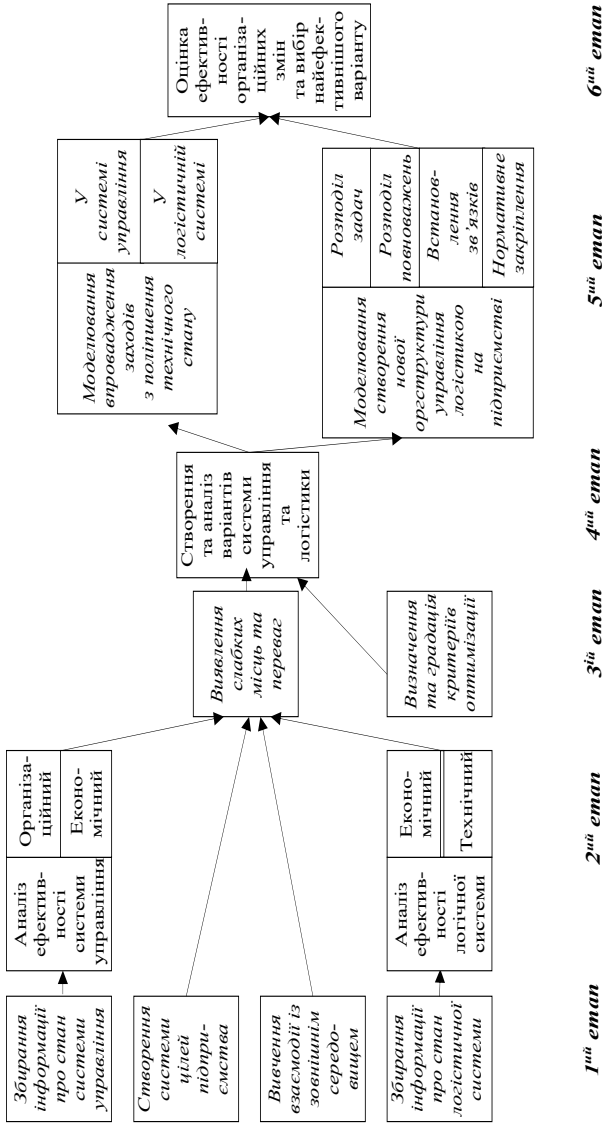 Збирання
інформації
про стан
системи
управління
Створення
системи
цілей
підпри-
ємства
Вивчення
взаємодії із
зовнішнім
середо-
вищем
Збирання
інформації
про стан
логістичної
системи
1ий етап
Аналіз
ефектив-
ності
системи
управління
Організа-
ційний
Еконо-
мічний
Аналіз
ефектив-
ності
логічної
системи
Еконо-
мічний
Технічний
2ий етап
Виявлення
слабких
місць та
переваг
Визначення
та градація
критеріїв
оптимізації
3ій етап
Створення
та аналіз
варіантів
системи
управління
та
логістики
4ий етап
Моделювання
впровадження
заходів
з поліпшення
технічного
стану
У
системі
управління
У
логістичній
системі
Моделювання
створення
нової
оргструктури
управління
логістикою
на
підприємстві
Розподіл
задач
Розподіл
повноважень
Встанов-
лення
зв'язків
Нормативне
закріплення
5ий етап
Оцінка
ефектив-
ності
організа-
ційних
змін
та вибір
найефек-
тивнішого
варіанту
6ий етап